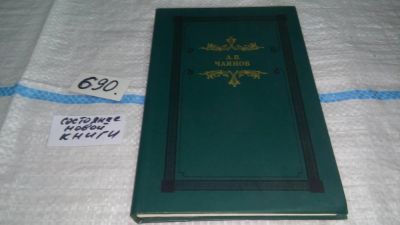 690.
А.В.
ЧАЯНОВ
состояние
новой
книги